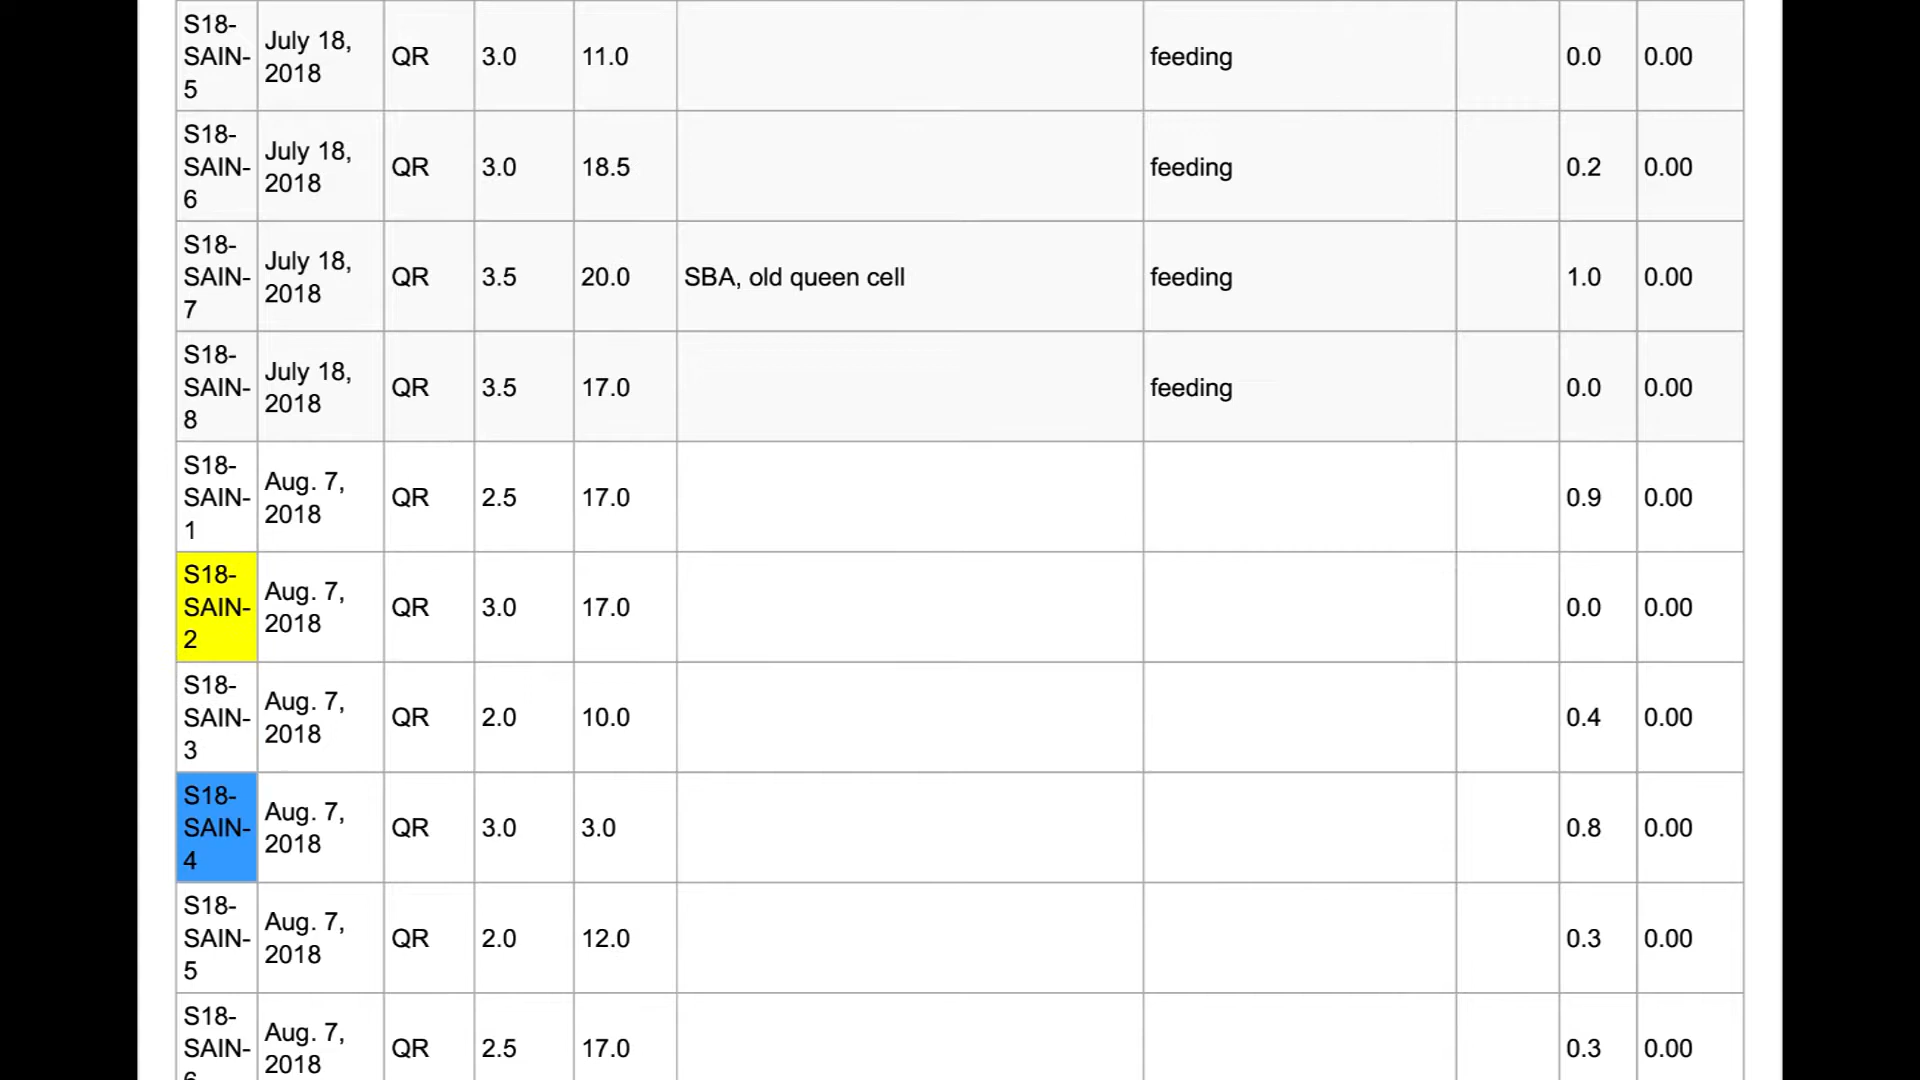 S18-
SAIN-
5
July 18,
2018
QR
3.0
11.0
feeding
0.0
0.00
S18-
SAIN-
6
July 18,
2018
QR
3.0
18.5
feeding
0.2
0.00
S18-
SAIN-
7
July 18,
2018
QR
3.5
20.0
SBA, old queen cell
feeding
1.0
0.00
S18-
SAIN-
8
July 18,
2018
QR
3.5
17.0
feeding
0.0
0.00
S18-
SAIN-
1
Aug. 7,
2018
QR
2.5
17.0
0.9
0.00
S18-
SAIN-
2
Aug. 7,
2018
QR
3.0
17.0
0.0
0.00
S18-
SAIN-
3
Aug. 7,
2018
QR
2.0
10.0
0.4
0.00
S18-
SAIN-
4
Aug. 7,
2018
QR
3.0
3.0
0.8
0.00
S18-
SAIN-
5
Aug. 7,
2018
QR
2.0
12.0
0.3
0.00
S18-
SAIN-
Aug. 7,
2018
QR
2.5
17.0
0.3
0.00